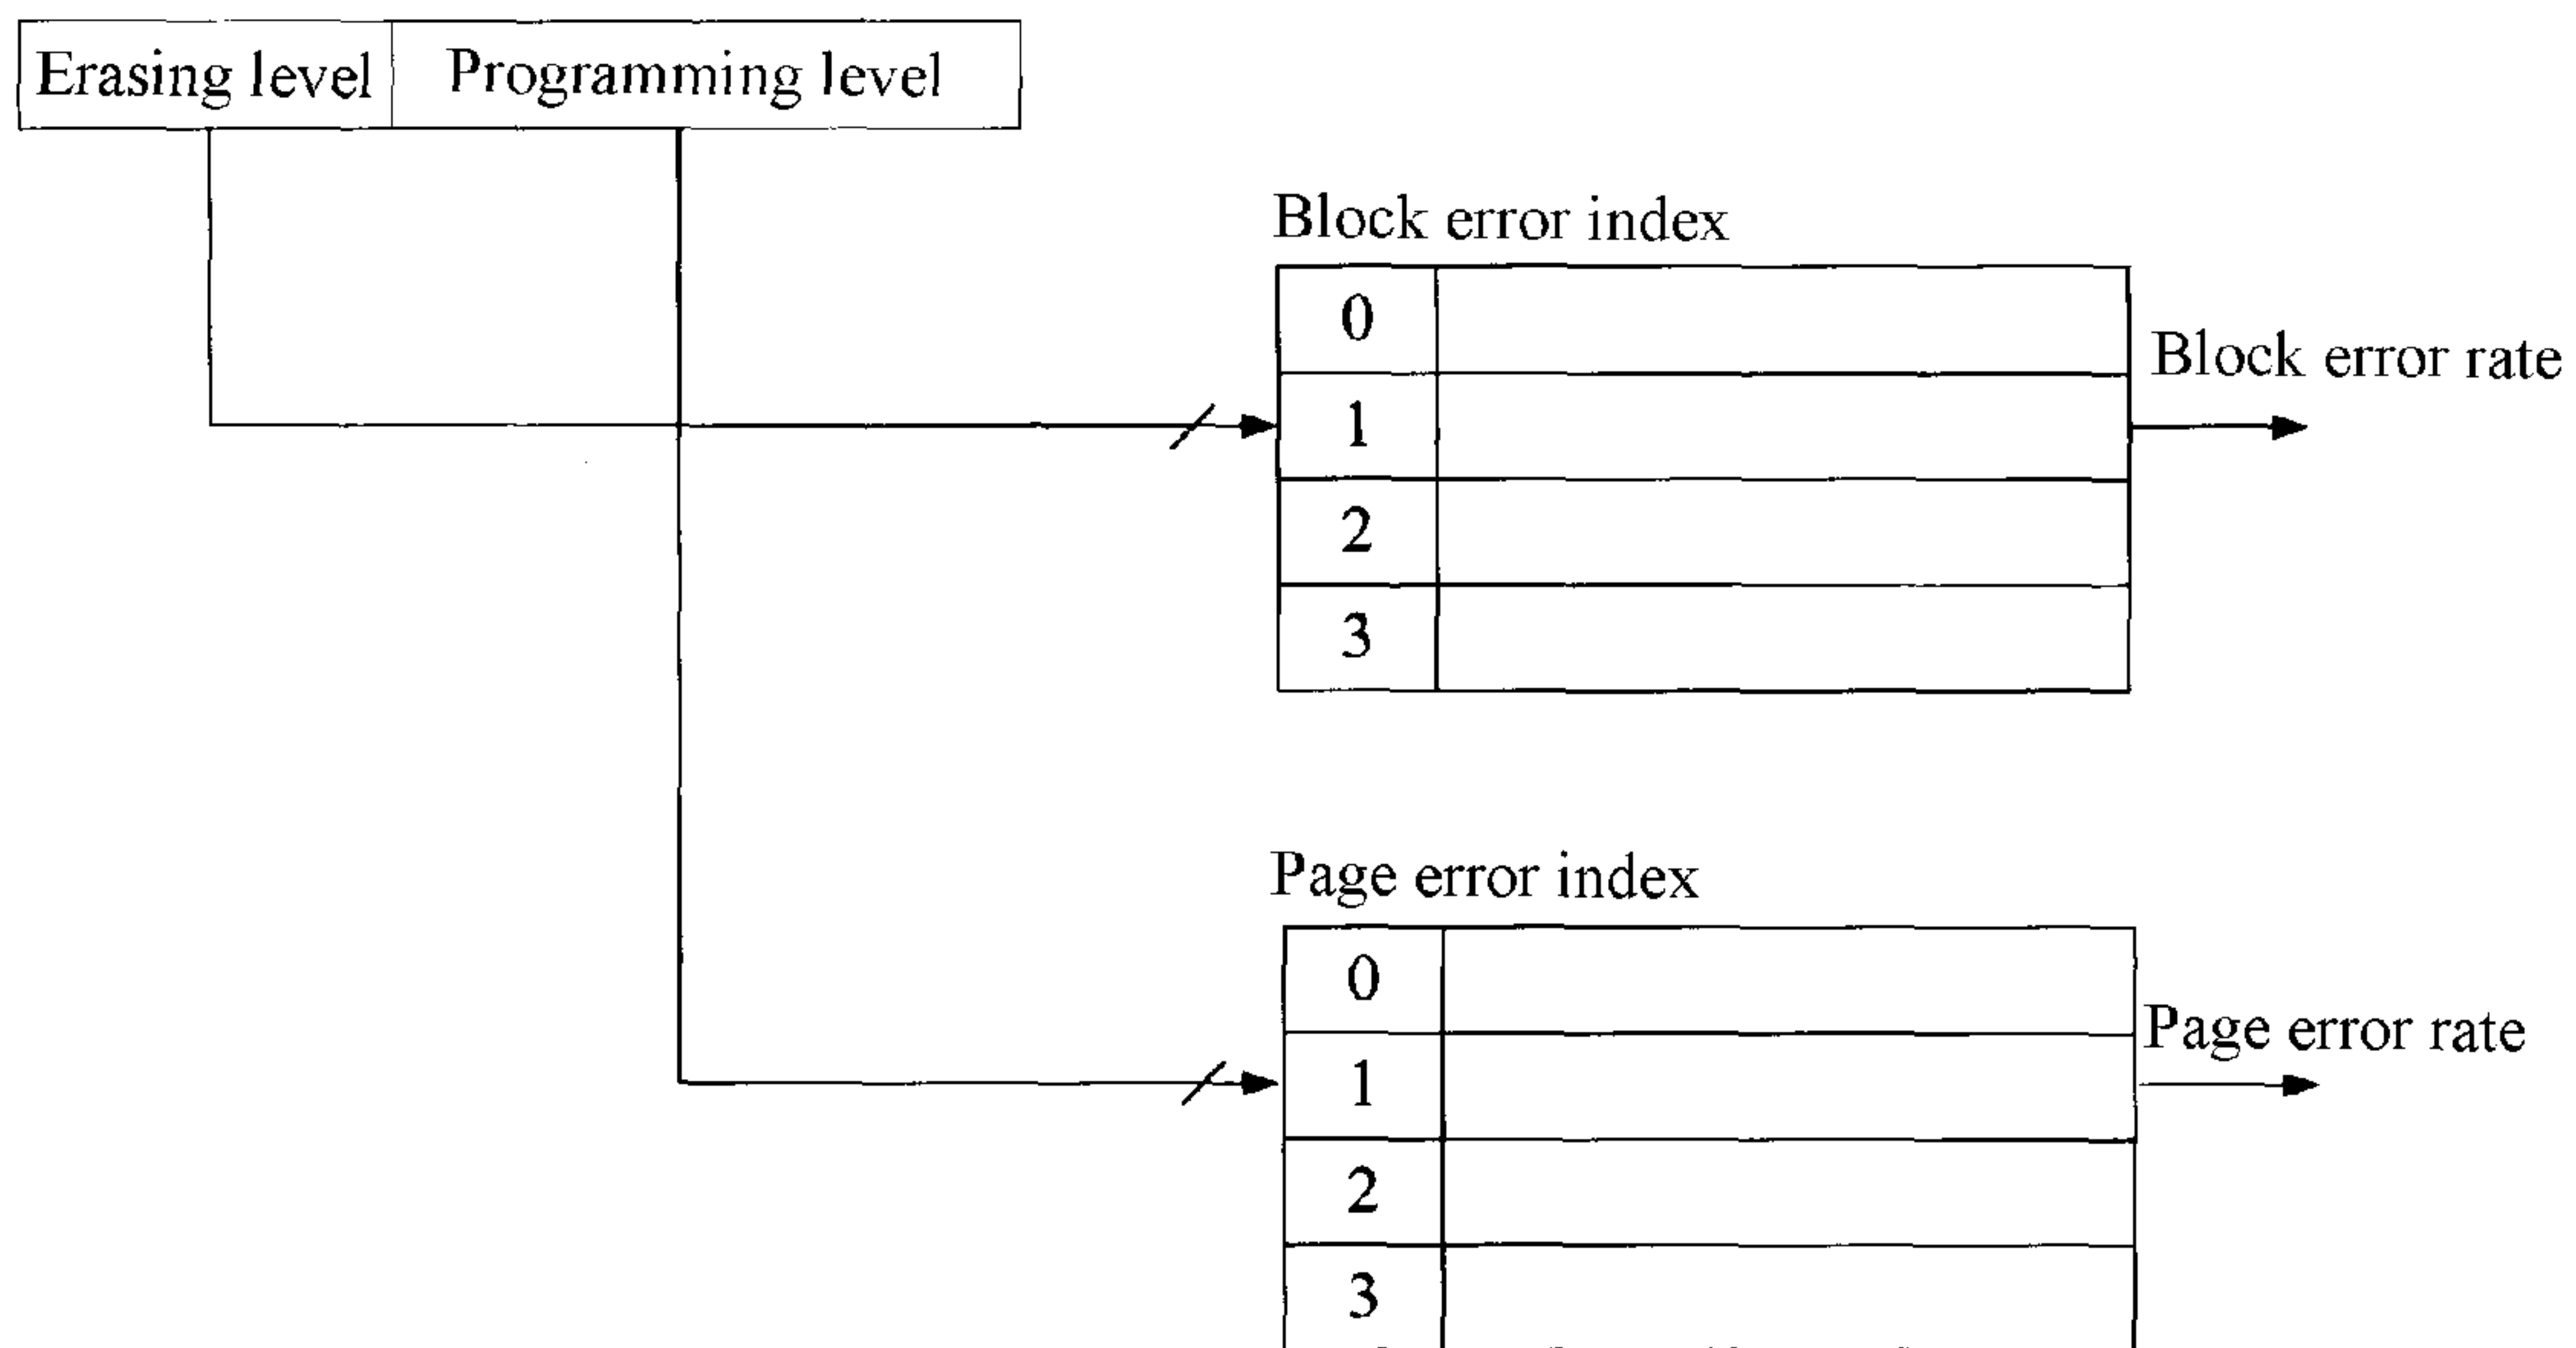 Erasing level Programming level
Block error index
0
Block error rate
1
2
3
Page error index
0
Page error rate
1
2
3